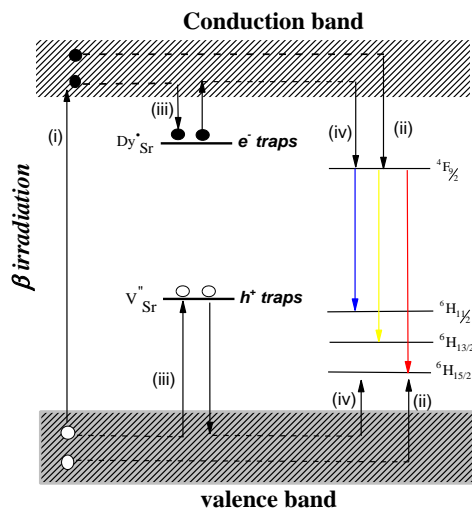 Conduction band
(i)
(iii)
(iv)
(ii)
Dy•Sr
e- traps
4F9/2
β irradiation
V"Sr
h+ traps
6H11/2
6H13/2
6H15/2
(iii)
(iv)
(ii)
valence band